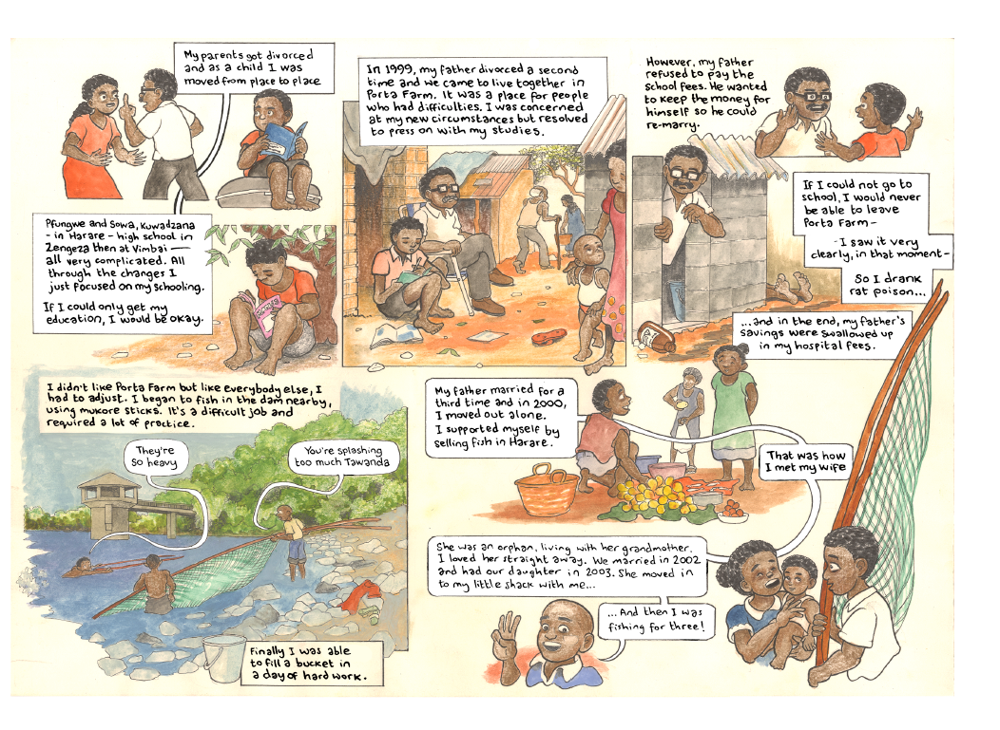 My parents got divorced
and as a child I was
moved from place to place
In 1999, my father divorced a second
time and we came to live together in
Porta Farm. It was a place for people
who had difficulties. I was concerned
at my new circumstances but resolved
to press on with my studies.
However, my father
refused to pay the
school fees. He wanted
to keep the money for
himself so he could
re-marry.
Pfungwe and Sowa, Kuwadzana
- in Harare - high school in
Zengeza then at Vimbai —
all very complicated. All
through the changes I
just focused on my schooling.
If I could only get my
education, I would be okay.
If I could not go to
school, I would never
be able to leave
Porta Farm -
- I saw it very
clearly, in that moment -
So I drank
rat poison...
...and in the end, my father's
savings were swallowed up
in my hospital fees.
I didn't like Porta Farm but like everybody else, I
had to adjust. I began to fish in the dam nearby,
using mukore sticks. It's a difficult job and
required a lot of practice.
They're
so heavy
You're splashing
too much Tawanda
Finally I was able
to fill a bucket in
a day of hard work.
My father married for a
third time and in 2000,
I moved out alone.
I supported myself by
selling fish in Harare.
That was how
I met my wife
She was an orphan, living with her grandmother.
I loved her straight away. We married in 2002
and had our daughter in 2003. She moved in
to my little shack with me...
...And then I was
fishing for three!